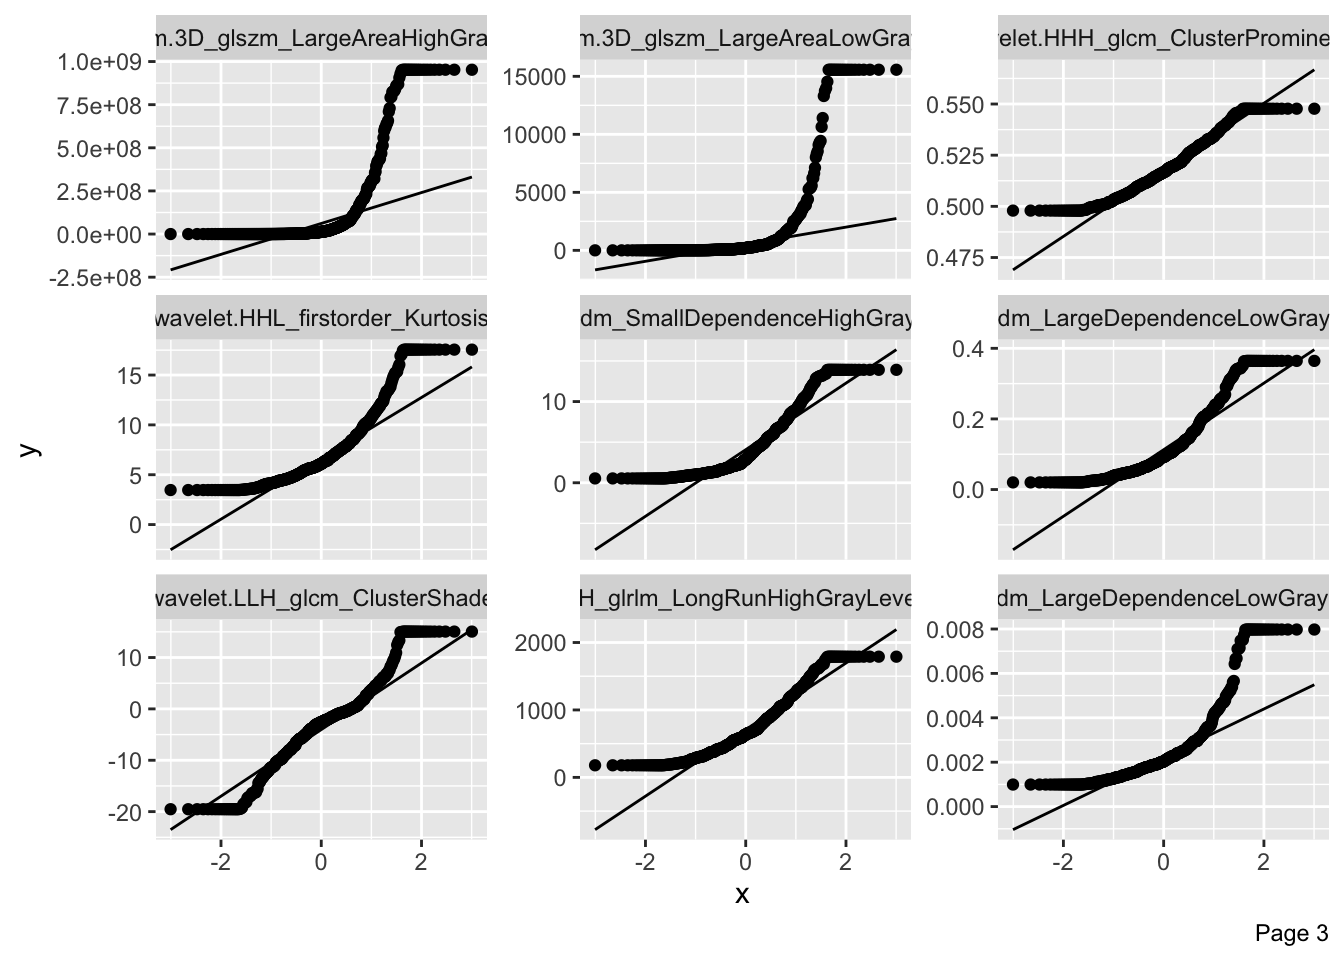 m.3D_glszm_LargeAreaHighGra
m.3D_glszm_LargeAreaLowGra
elet.HHH_glcm_ClusterPromine
1.0e+09
7.5e+08
5.0e+08
2.5e+08
0.0e+00
-2.5e+08
15000
10000
5000
0
0.550
0.525
0.500
0.475
wavelet.HHL_firstorder_Kurtosis
dm_SmallDependenceHighGray
dm_LargeDependenceLowGray
15
10
5
0
10
0
0.4
0.2
0.0
wavelet.LLH_glcm_ClusterShade
H_glrlm_LongRunHighGrayLeve
dm_LargeDependenceLowGray
10
0
-10
-20
2000
1000
0
0.008
0.006
0.004
0.002
0.000
-2 0 2
-2 0 2
-2 0 2
y
x
Page 3